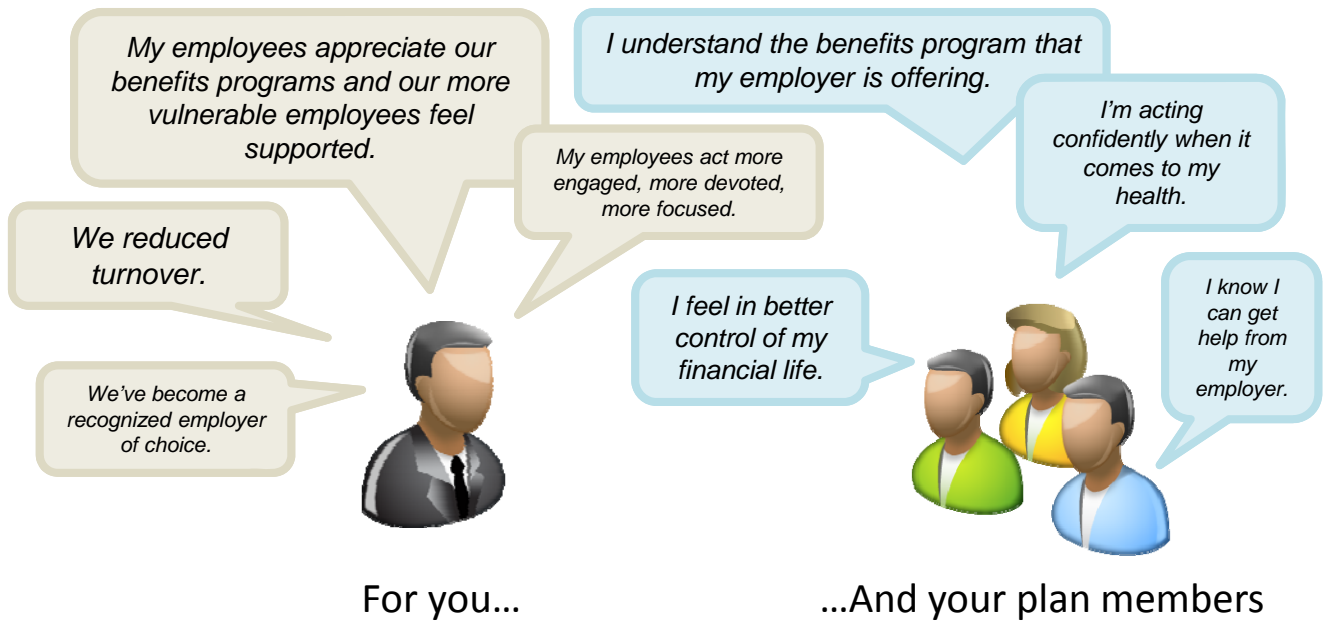 My employees appreciate our
benefits programs and our more
vulnerable employees feel
supported.
My employees act more
engaged, more devoted,
more focused.
We reduced
turnover.
We’ve become a
recognized employer
of choice.
I understand the benefits program that
my employer is offering.
I’m acting
confidently when it
comes to my
health.
I feel in better
control of my
financial life.
I know I
can get
help from
my
employer.
For you…
…And your plan members